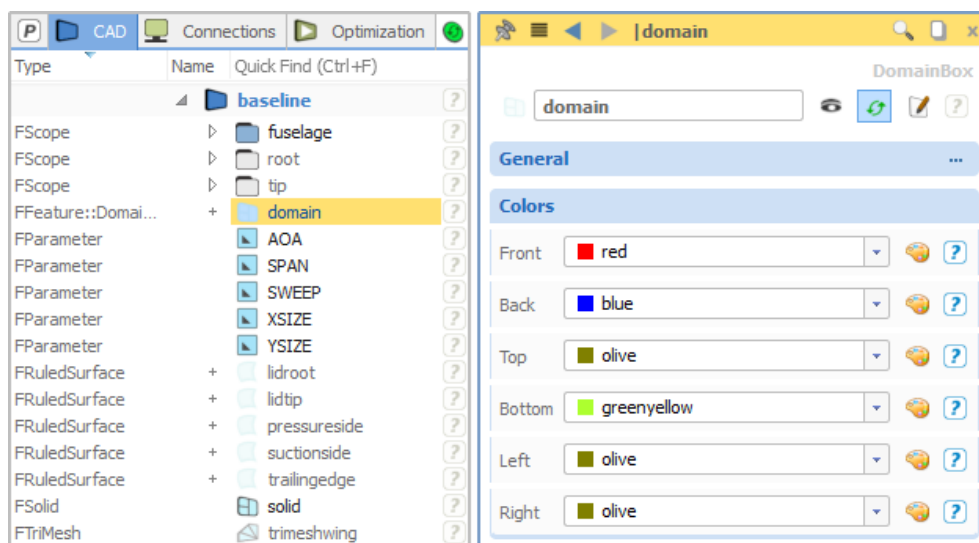 P CAD Connections Optimization
Type Name Quick Find (Ctrl+F)
baseline ?
FScope fuselage ?
FScope root ?
FScope tip ?
FFeature::Domai... + domain ?
FParameter AOA ?
FParameter SPAN ?
FParameter SWEEP ?
FParameter XSIZE ?
FParameter YSIZE ?
FRuledSurface + lidroot ?
FRuledSurface + lidtip ?
FRuledSurface + pressureside ?
FRuledSurface + suctionside ?
FRuledSurface + trailingedge ?
FSolid solid ?
FTriMesh trimeshwing ?
|domain x
DomainBox
domain ?
General ...
Colors
Front red ?
Back blue ?
Top olive ?
Bottom greenyellow ?
Left olive ?
Right olive ?